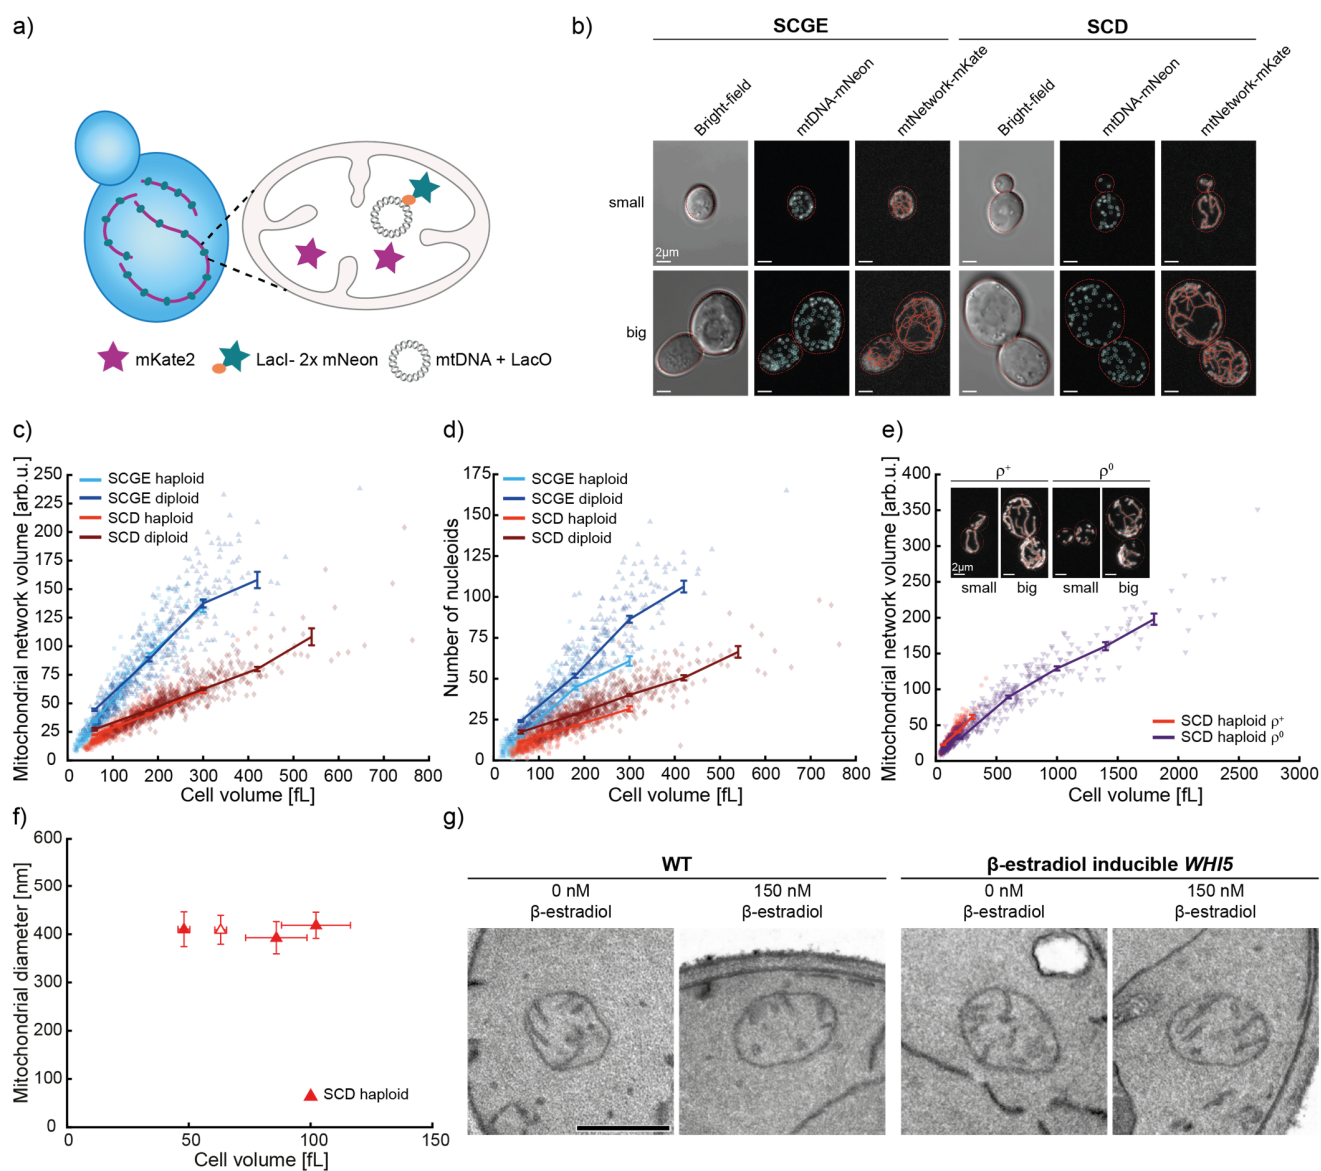 a)
mKate2
LacI- 2x mNeon
mtDNA + LacO
b)
SCGE
SCD
Bright-field
mtDNA-mNeon
mtNetwork-mKate
Bright-field
mtDNA-mNeon
mtNetwork-mKate
small
2μm
big
c)
Mitochondrial network volume [arb.u.]
250
225
200
175
150
125
100
75
50
25
0
SCGE haploid
SCGE diploid
SCD haploid
SCD diploid
0
100
200
300
400
500
600
700
800
Cell volume [fL]
d)
Number of nucleoids
175
150
125
100
75
50
25
0
SCGE haploid
SCGE diploid
SCD haploid
SCD diploid
0
100
200
300
400
500
600
700
800
Cell volume [fL]
e)
Mitochondrial network volume [arb.u.]
400
350
300
250
200
150
100
50
0
ρ+
ρ0
2μm
small
big
small
big
SCD haploid ρ+
SCD haploid ρ0
0
500
1000
1500
2000
2500
3000
Cell volume [fL]
f)
Mitochondrial diameter [nm]
600
500
400
300
200
100
0
SCD haploid
0
50
100
150
Cell volume [fL]
g)
WT
β-estradiol inducible WHI5
0 nM
β-estradiol
150 nM
β-estradiol
0 nM
β-estradiol
150 nM
β-estradiol